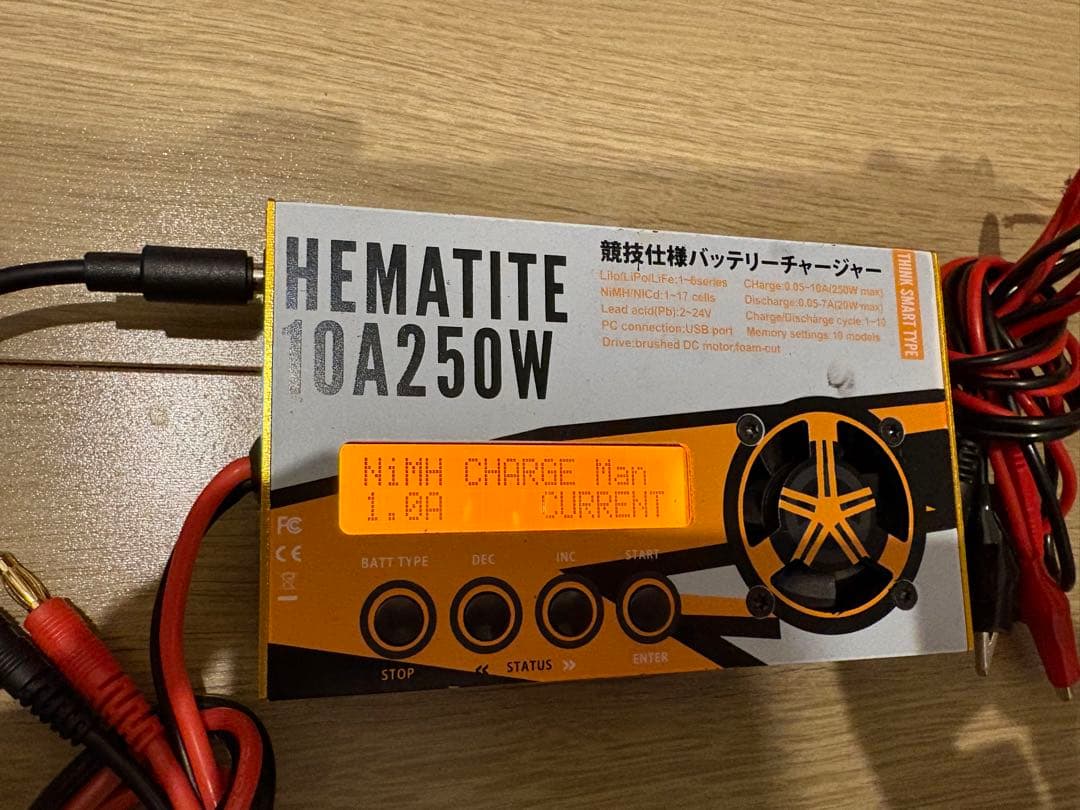 HEMATITE
10A250W
競技仕様バッテリーチャージャー
LiIo/LiPo/LiFe:1~6series
NiMH/NiCd:1~17 cells
Lead acid(Pb):2~24V
PC connection:USB port
Drive:brushed DC motor,foam-cut
CHarge:0.05~10A(250W max)
Discharge:0.05-7A(20W max)
Charge/Discharge cycle:1~10
Memory settings:10 models
THINK SMART TYPE
NiMH CHARGE Man
1.0A CURRENT
FC
CE
BATT TYPE
DEC
INC
START
STOP
<< STATUS >>
ENTER